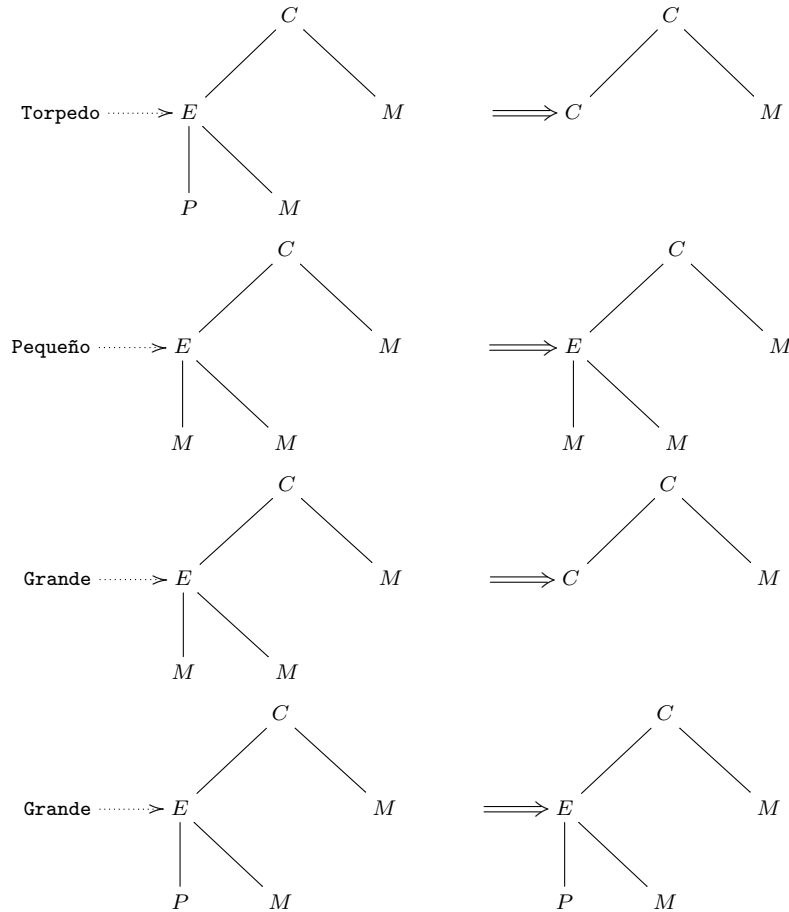 C C
Torpedo E M C M
P M
C C
Pequeño E M E M
M M M M
C C
Grande E M C M
M M
C C
Grande E M E M
P M P M